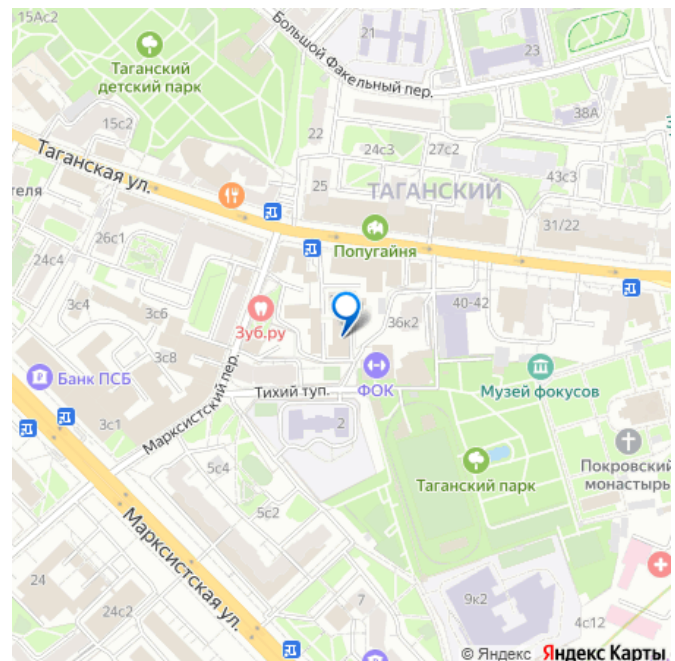 15Ас2
Большой Факельный пер.
21
23
Таганский
детский парк
15с2
38А
22
24с3
27с2
Таганская ул.
43с3
25
ТАГАНСКИЙ
теля
31/22
26с1
Попугайня
24с4
3с4
3с6
40-42
Зуб.ру
36к2
3с8
Банк ПСБ
ФОК
Музей фокусов
Марксистский пер.
Тихий туп.
3с1
2
Покровский
монастырь
5с4
Таганский парк
5с2
Марксистская ул.
24
7
9к2
24с2
4с12
© Яндекс Яндекс Карты